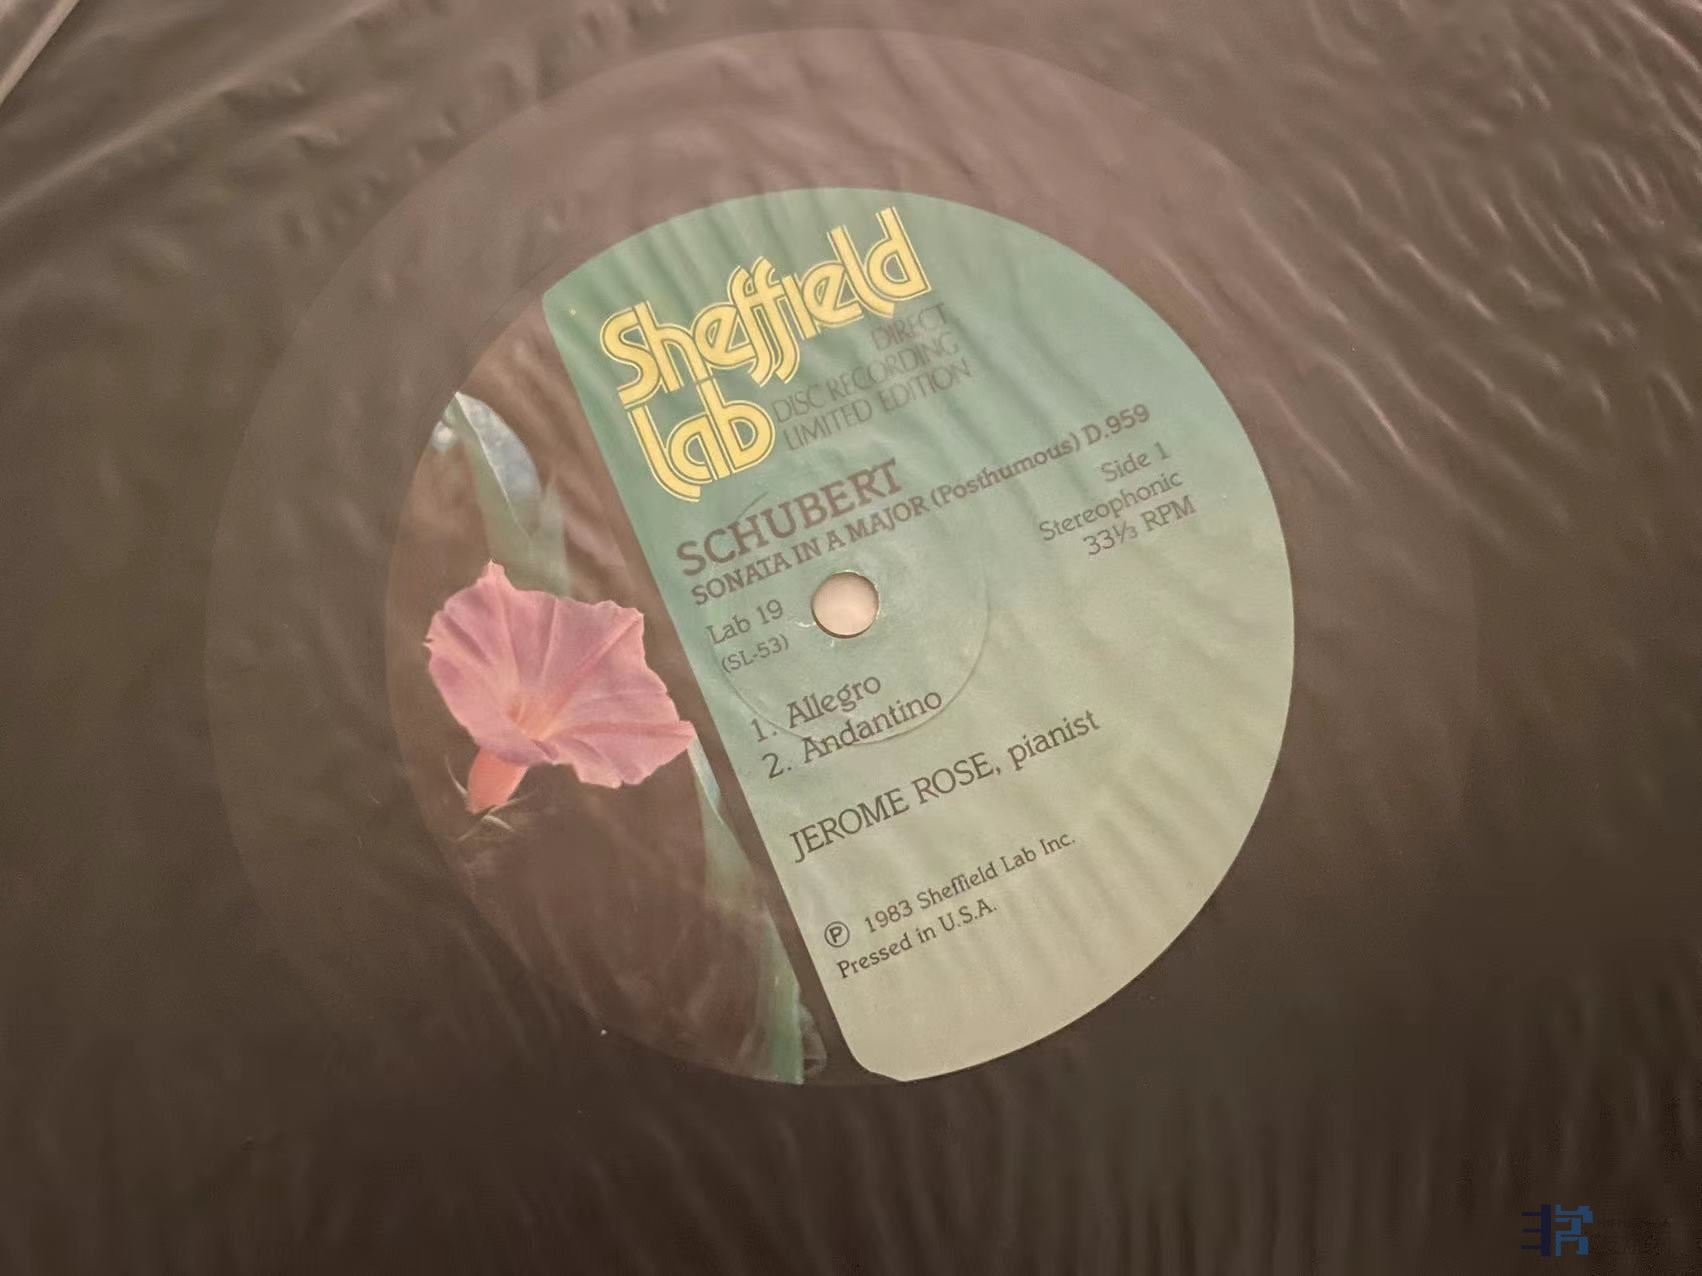 Sheffield
Lab
DIRECT
DISC RECORDING
LIMITED EDITION
SCHUBERT
SONATA IN A MAJOR (Posthumous) D.959
Side 1
Stereophonic
33⅓ RPM
Lab 19
(SL-53)
1. Allegro
2. Andantino
JEROME ROSE, pianist
℗ 1983 Sheffield Lab Inc.
Pressed in U.S.A.